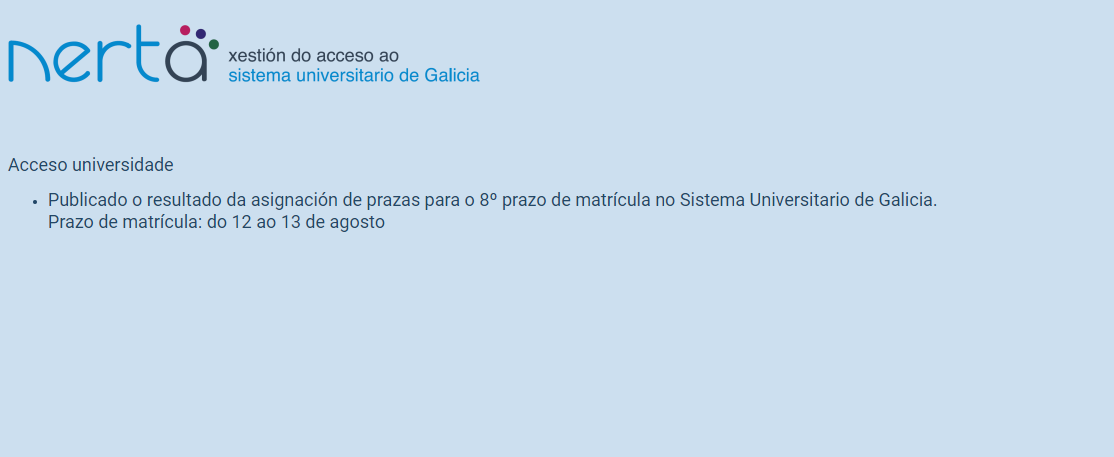 nerta
xestión do acceso ao
sistema universitario de Galicia
Acceso universidade
• Publicado o resultado da asignación de prazas para o 8º prazo de matrícula no Sistema Universitario de Galicia.
Prazo de matrícula: do 12 ao 13 de agosto